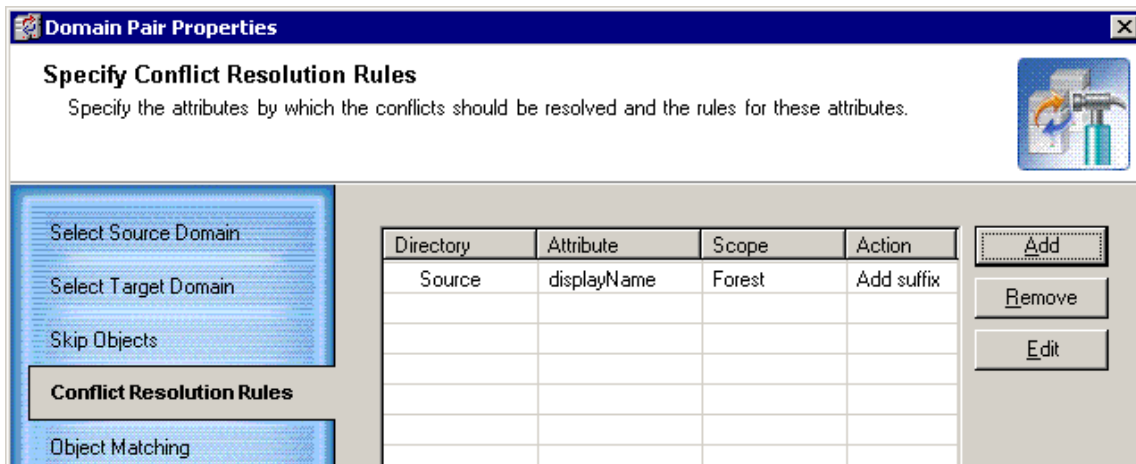 Domain Pair Properties
Specify Conflict Resolution Rules
Specify the attributes by which the conflicts should be resolved and the rules for these attributes.
Select Source Domain
Select Target Domain
Skip Objects
Conflict Resolution Rules
Object Matching
Directory Attribute Scope Action
Source displayName Forest Add suffix
Add
Remove
Edit